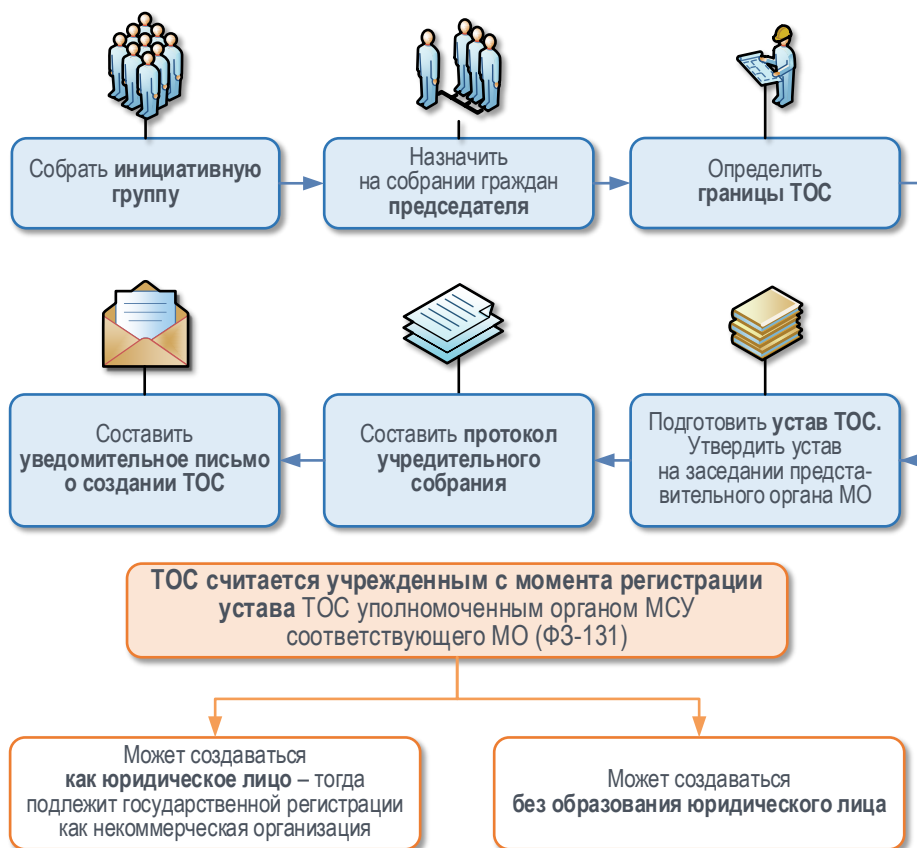 Собрать инициативную
группу
Назначить
на собрании граждан
председателя
Определить
границы ТОС
Подготовить устав ТОС.
Утвердить устав
на заседании предста-
вительного органа МО
Составить протокол
учредительного
собрания
Составить
уведомительное письмо
о создании ТОС
ТОС считается учрежденным с момента регистрации
устава ТОС уполномоченным органом МСУ
соответствующего МО (ФЗ-131)
Может создаваться
как юридическое лицо – тогда
подлежит государственной регистрации
как некоммерческая организация
Может создаваться
без образования юридического лица